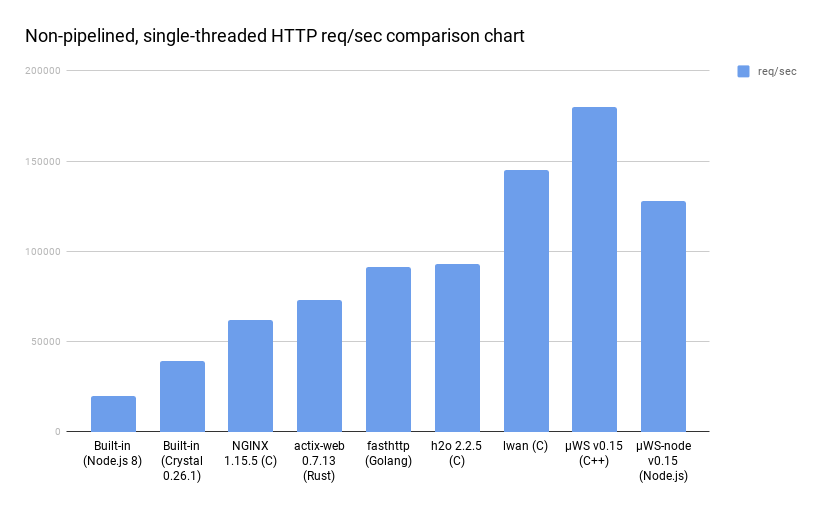 Non-pipelined, single-threaded HTTP req/sec comparison chart
req/sec
200000
150000
100000
50000
0
Built-in
(Node.js 8)
Built-in
(Crystal
0.26.1)
NGINX
1.15.5 (C)
actix-web
0.7.13
(Rust)
fasthttp
(Golang)
h2o 2.2.5
(C)
lwan (C)
µWS v0.15
(C++)
µWS-node
v0.15
(Node.js)